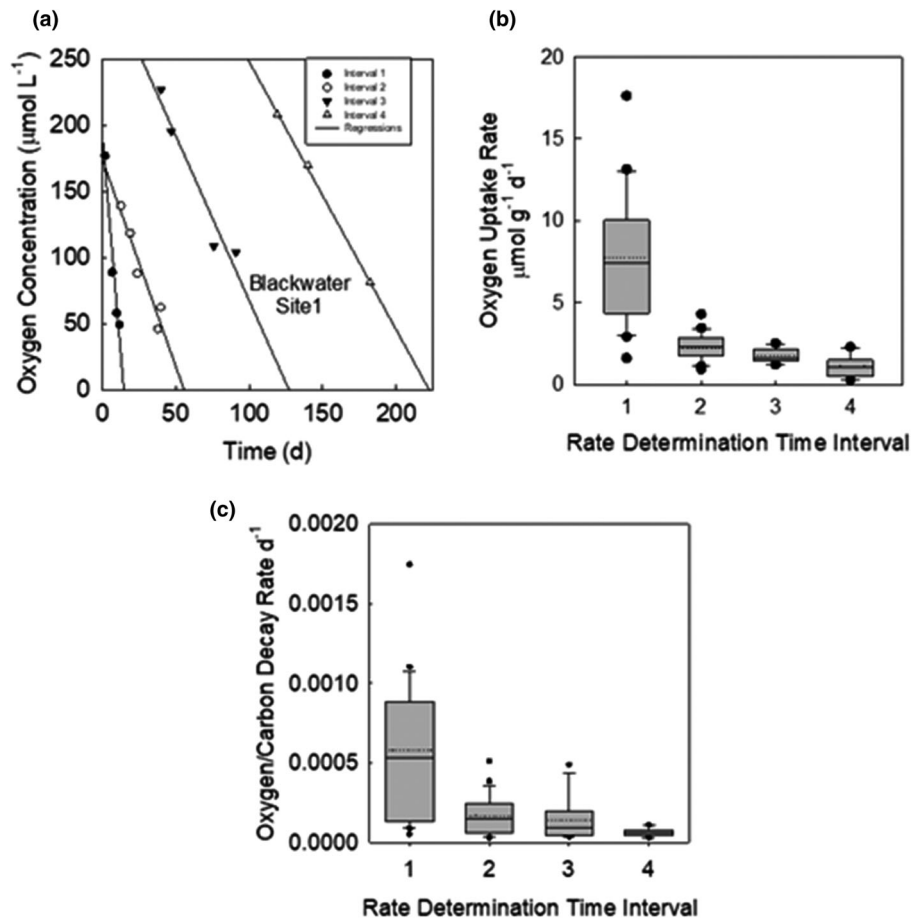 (a)
Oxygen Concentration (µmol L⁻¹)
250
200
150
100
50
0
Interval 1
Interval 2
Interval 3
Interval 4
Regressions
Blackwater
Site1
0 50 100 150 200
Time (d)
(b)
Oxygen Uptake Rate
µmol g⁻¹ d⁻¹
20
15
10
5
0
1 2 3 4
Rate Determination Time Interval
(c)
Oxygen/Carbon Decay Rate d⁻¹
0.0020
0.0015
0.0010
0.0005
0.0000
1 2 3 4
Rate Determination Time Interval